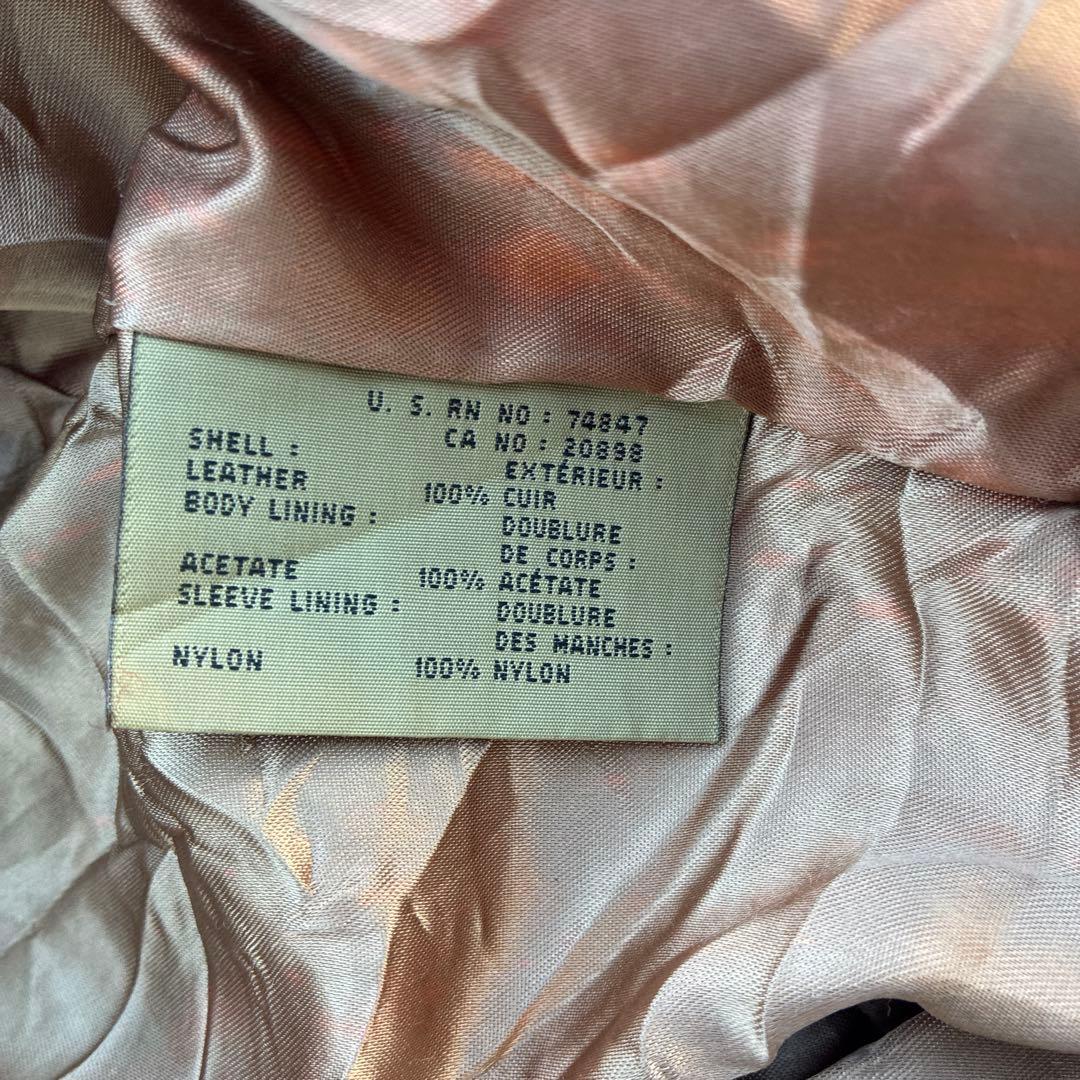 U. S. RN NO : 74847
CA NO : 20898
SHELL : EXTÉRIEUR :
LEATHER 100% CUIR
BODY LINING : DOUBLURE
DE CORPS :
ACETATE 100% ACÉTATE
SLEEVE LINING : DOUBLURE
DES MANCHES :
NYLON 100% NYLON